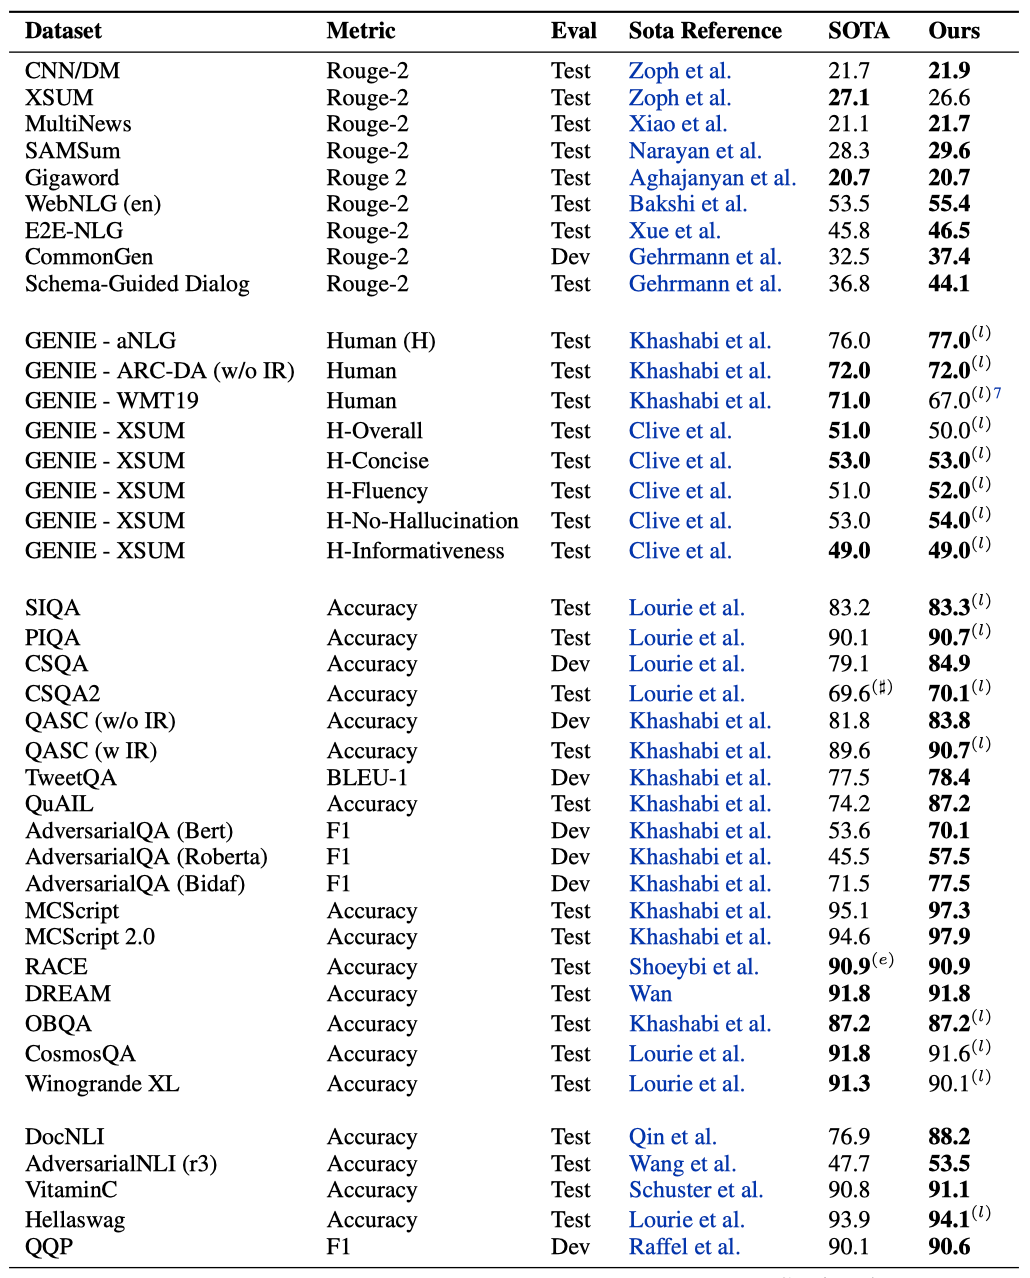 Dataset Metric Eval Sota Reference SOTA Ours
CNN/DM Rouge-2 Test Zoph et al. 21.7 21.9
XSUM Rouge-2 Test Zoph et al. 27.1 26.6
MultiNews Rouge-2 Test Xiao et al. 21.1 21.7
SAMSum Rouge-2 Test Narayan et al. 28.3 29.6
Gigaword Rouge 2 Test Aghajanyan et al. 20.7 20.7
WebNLG (en) Rouge-2 Test Bakshi et al. 53.5 55.4
E2E-NLG Rouge-2 Test Xue et al. 45.8 46.5
CommonGen Rouge-2 Dev Gehrmann et al. 32.5 37.4
Schema-Guided Dialog Rouge-2 Test Gehrmann et al. 36.8 44.1
GENIE - aNLG Human (H) Test Khashabi et al. 76.0 77.0(l)
GENIE - ARC-DA (w/o IR) Human Test Khashabi et al. 72.0 72.0(l)
GENIE - WMT19 Human Test Khashabi et al. 71.0 67.0(l)7
GENIE - XSUM H-Overall Test Clive et al. 51.0 50.0(l)
GENIE - XSUM H-Concise Test Clive et al. 53.0 53.0(l)
GENIE - XSUM H-Fluency Test Clive et al. 51.0 52.0(l)
GENIE - XSUM H-No-Hallucination Test Clive et al. 53.0 54.0(l)
GENIE - XSUM H-Informativeness Test Clive et al. 49.0 49.0(l)
SIQA Accuracy Test Lourie et al. 83.2 83.3(l)
PIQA Accuracy Test Lourie et al. 90.1 90.7(l)
CSQA Accuracy Dev Lourie et al. 79.1 84.9
CSQA2 Accuracy Test Lourie et al. 69.6(♯) 70.1(l)
QASC (w/o IR) Accuracy Dev Khashabi et al. 81.8 83.8
QASC (w IR) Accuracy Test Khashabi et al. 89.6 90.7(l)
TweetQA BLEU-1 Dev Khashabi et al. 77.5 78.4
QuAIL Accuracy Test Khashabi et al. 74.2 87.2
AdversarialQA (Bert) F1 Dev Khashabi et al. 53.6 70.1
AdversarialQA (Roberta) F1 Dev Khashabi et al. 45.5 57.5
AdversarialQA (Bidaf) F1 Dev Khashabi et al. 71.5 77.5
MCScript Accuracy Test Khashabi et al. 95.1 97.3
MCScript 2.0 Accuracy Test Khashabi et al. 94.6 97.9
RACE Accuracy Test Shoeybi et al. 90.9(e) 90.9
DREAM Accuracy Test Wan 91.8 91.8
OBQA Accuracy Test Khashabi et al. 87.2 87.2(l)
CosmosQA Accuracy Test Lourie et al. 91.8 91.6(l)
Winogrande XL Accuracy Test Lourie et al. 91.3 90.1(l)
DocNLI Accuracy Test Qin et al. 76.9 88.2
AdversarialNLI (r3) Accuracy Test Wang et al. 47.7 53.5
VitaminC Accuracy Test Schuster et al. 90.8 91.1
Hellaswag Accuracy Test Lourie et al. 93.9 94.1(l)
QQP F1 Dev Raffel et al. 90.1 90.6